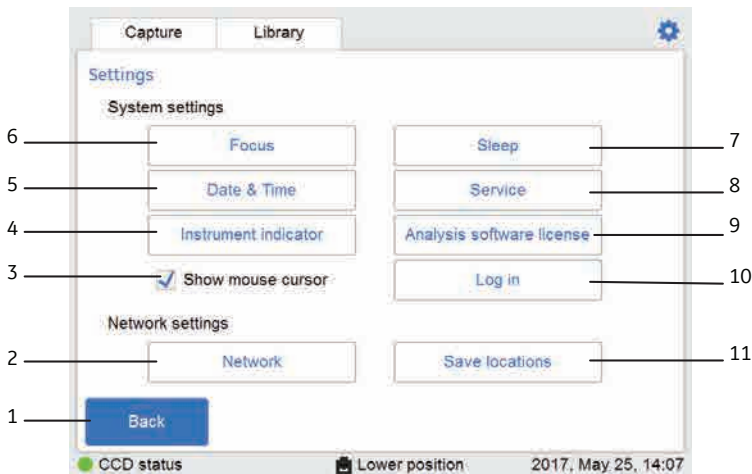 Capture Library
Settings
System settings
6 Focus Sleep 7
5 Date & Time Service 8
4 Instrument indicator Analysis software license 9
3 Show mouse cursor Log in 10
Network settings
2 Network Save locations 11
1 Back
CCD status Lower position 2017, May 25, 14:07